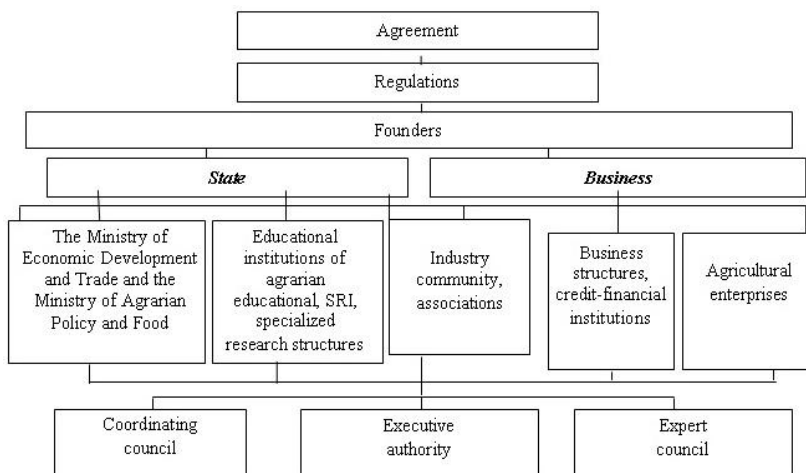 Agreement
Regulations
Founders
State
Business
The Ministry of
Economic Development
and Trade and the
Ministry of Agrarian
Policy and Food
Educational
institutions of
agrarian
educational, SRI,
specialized
research structures
Industry
community,
associations
Business
structures,
credit-financial
institutions
Agricultural
enterprises
Coordinating
council
Executive
authority
Expert
council